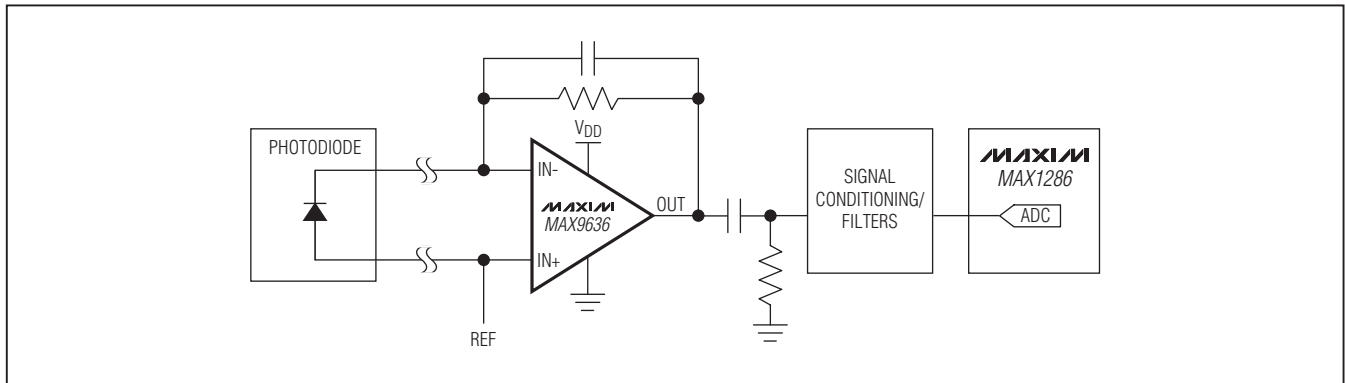 PHOTODIODE
VDD
IN-
MAXIM
MAX9636
OUT
IN+
REF
SIGNAL
CONDITIONING/
FILTERS
MAXIM
MAX1286
ADC